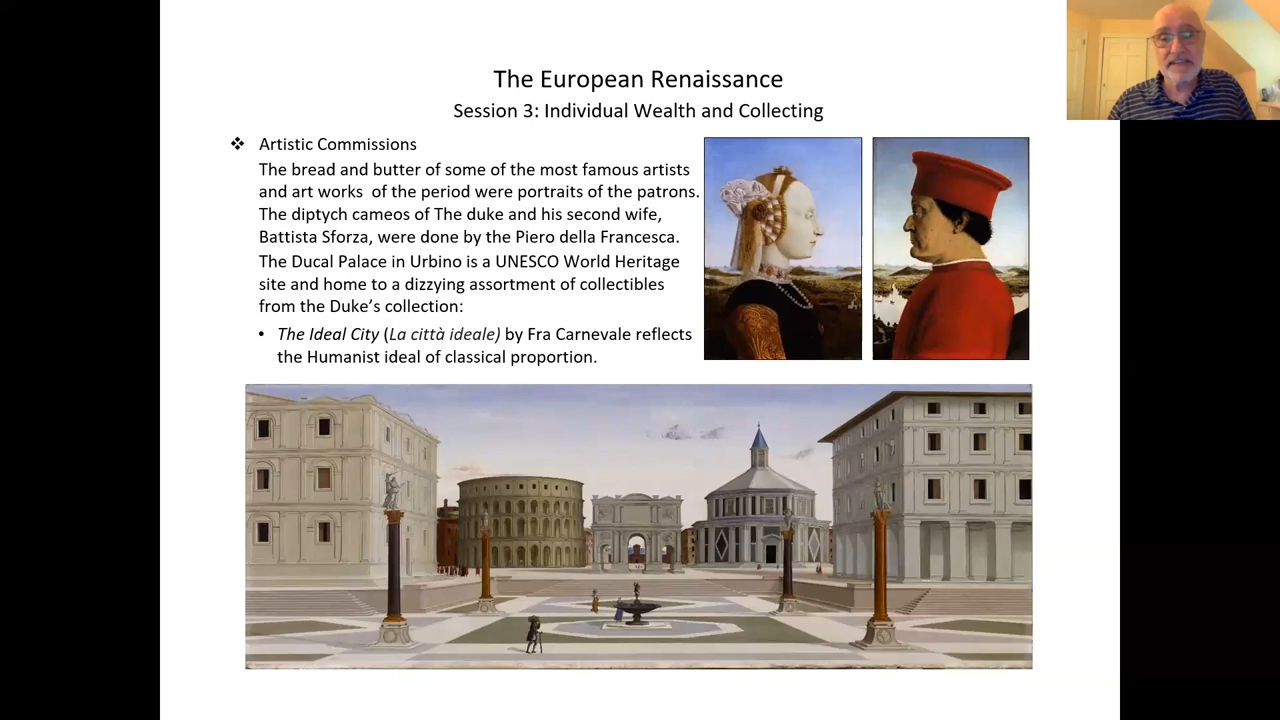 The European Renaissance
Session 3: Individual Wealth and Collecting
❖ Artistic Commissions
The bread and butter of some of the most famous artists
and art works of the period were portraits of the patrons.
The diptych cameos of The duke and his second wife,
Battista Sforza, were done by the Piero della Francesca.
The Ducal Palace in Urbino is a UNESCO World Heritage
site and home to a dizzying assortment of collectibles
from the Duke’s collection:
• The Ideal City (La città ideale) by Fra Carnevale reflects
the Humanist ideal of classical proportion.